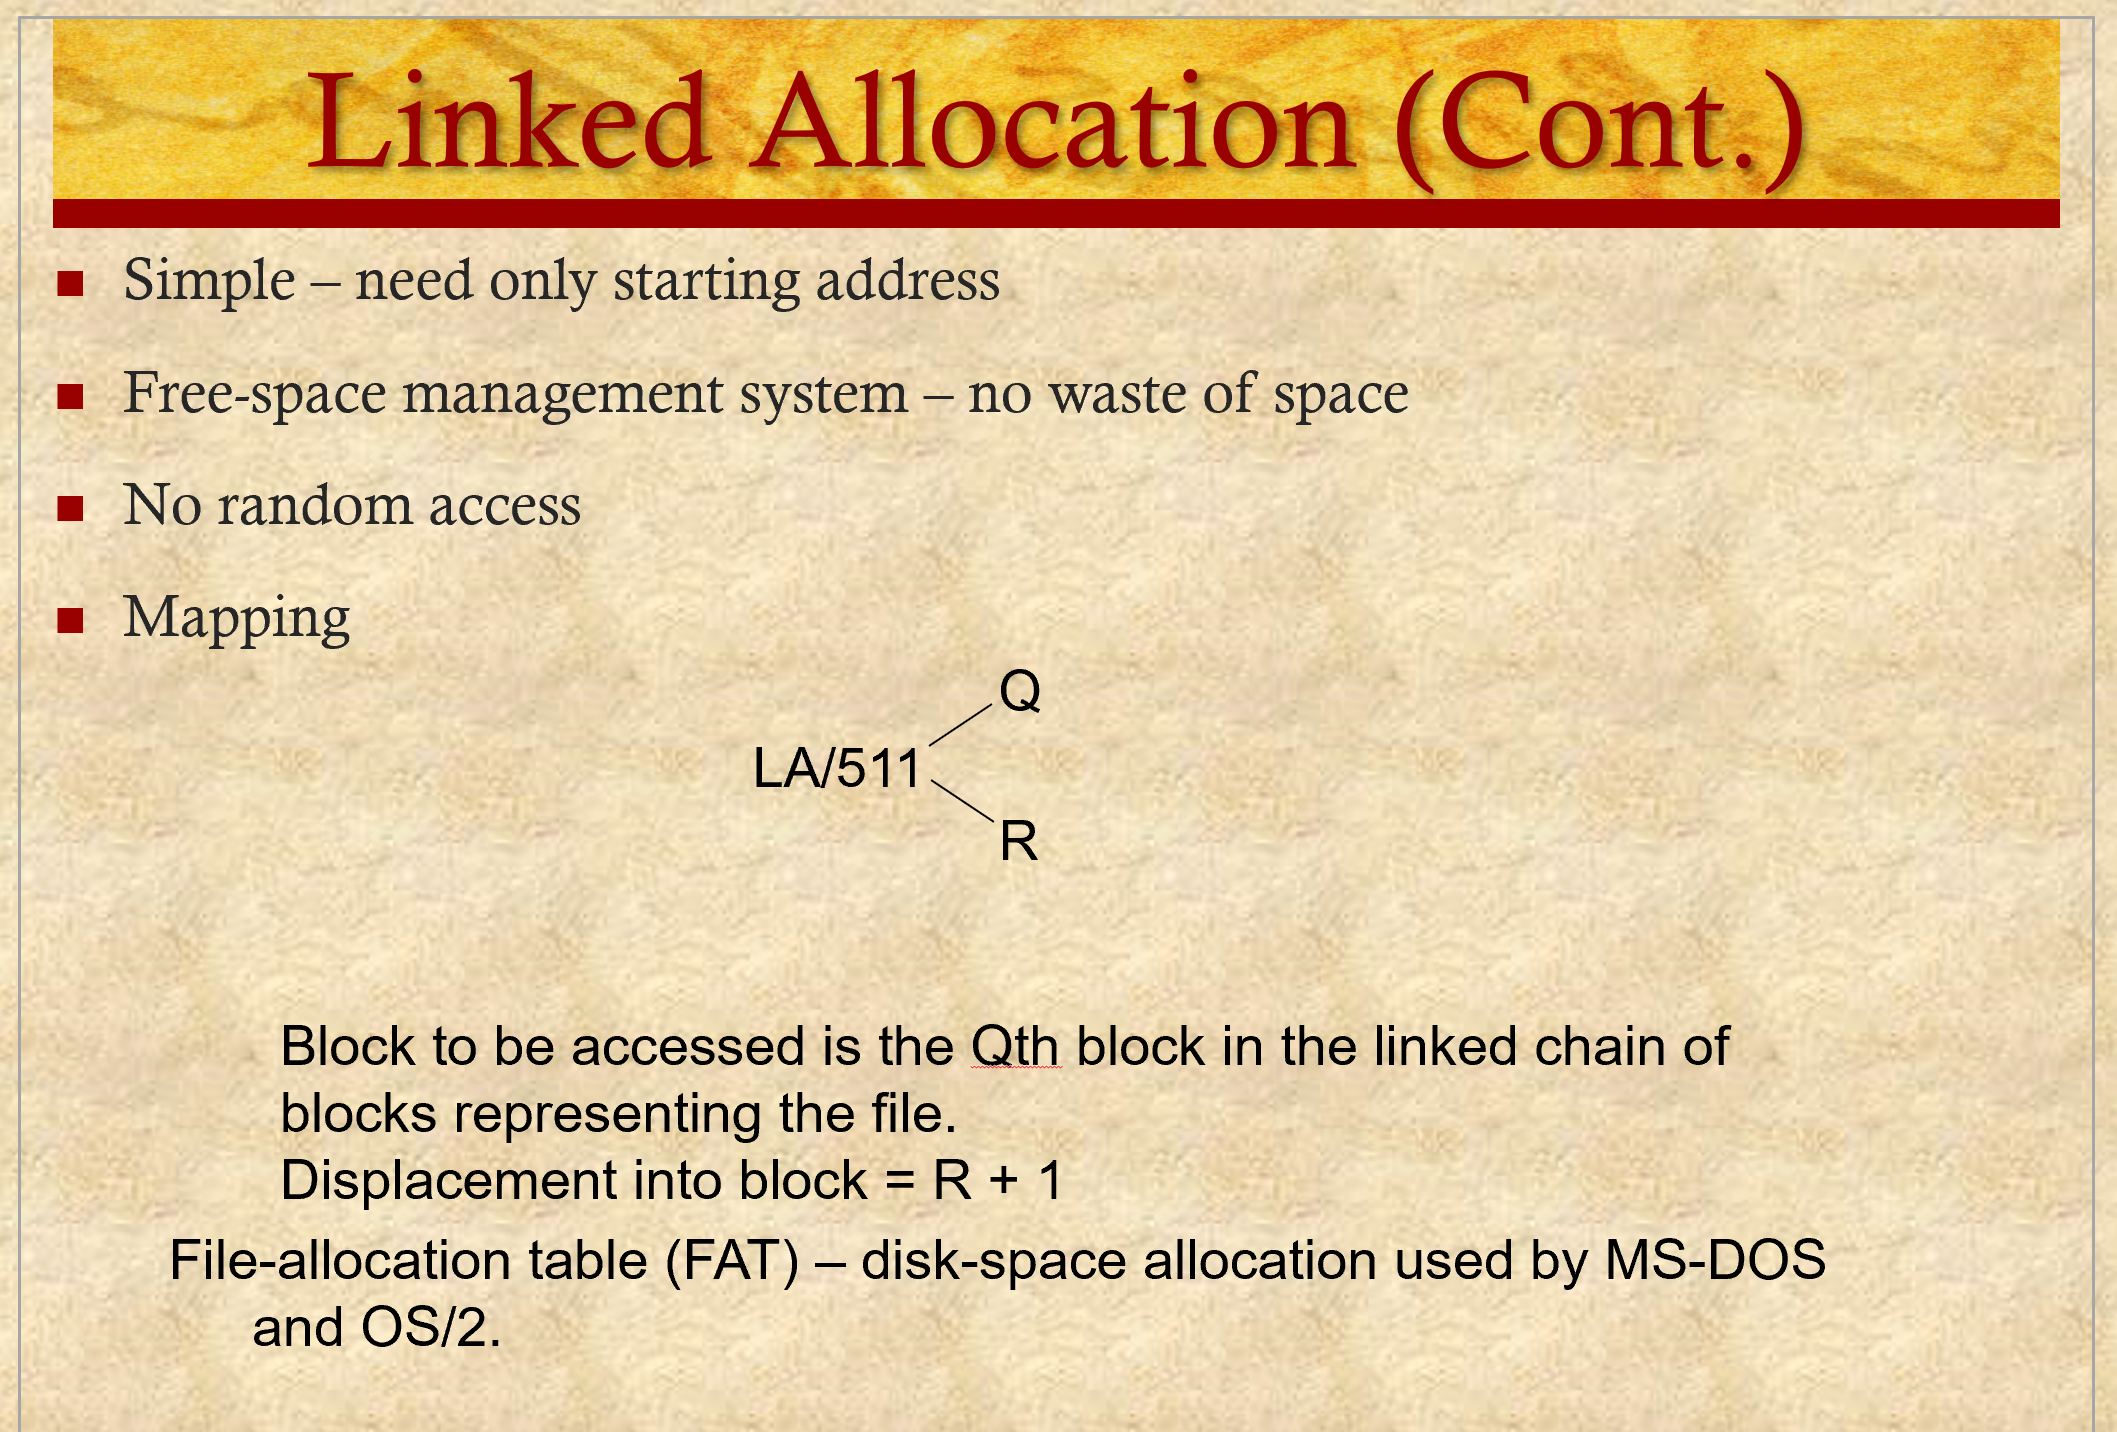 Linked Allocation (Cont.)
Simple – need only starting address
Free-space management system – no waste of space
No random access
Mapping
Q
LA/511
R
Block to be accessed is the Qth block in the linked chain of
blocks representing the file.
Displacement into block = R + 1
File-allocation table (FAT) – disk-space allocation used by MS-DOS
and OS/2.